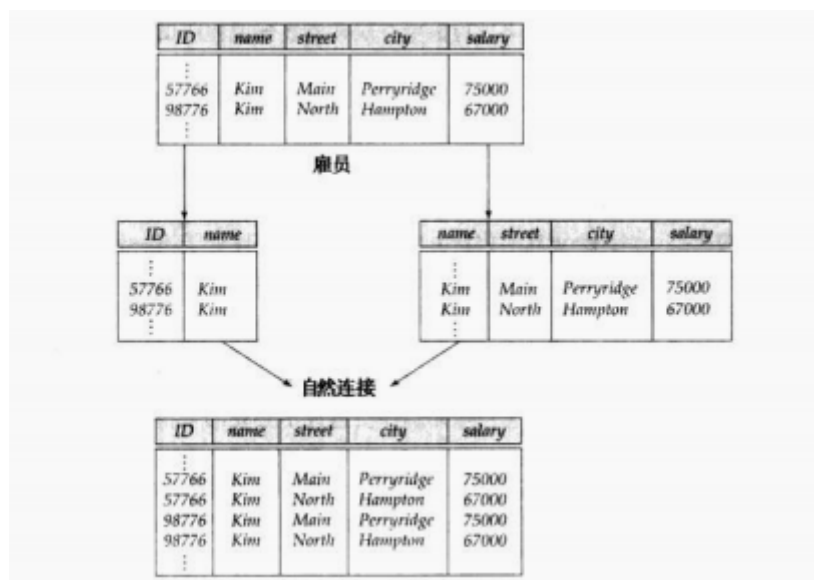 ID name street city salary
⋮
57766 Kim Main Perryridge 75000
98776 Kim North Hampton 67000
⋮
雇员
ID name
⋮
57766 Kim
98776 Kim
⋮
name street city salary
⋮
Kim Main Perryridge 75000
Kim North Hampton 67000
⋮
自然连接
ID name street city salary
⋮
57766 Kim Main Perryridge 75000
57766 Kim North Hampton 67000
98776 Kim Main Perryridge 75000
98776 Kim North Hampton 67000
⋮